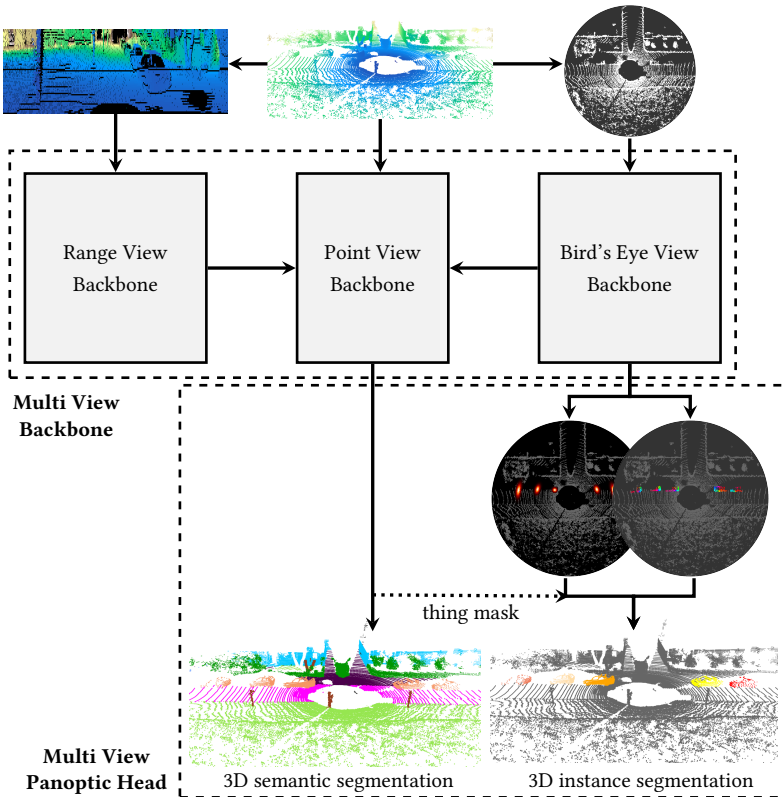 Range View
Backbone
Point View
Backbone
Bird's Eye View
Backbone
Multi View
Backbone
thing mask
Multi View
Panoptic Head
3D semantic segmentation
3D instance segmentation